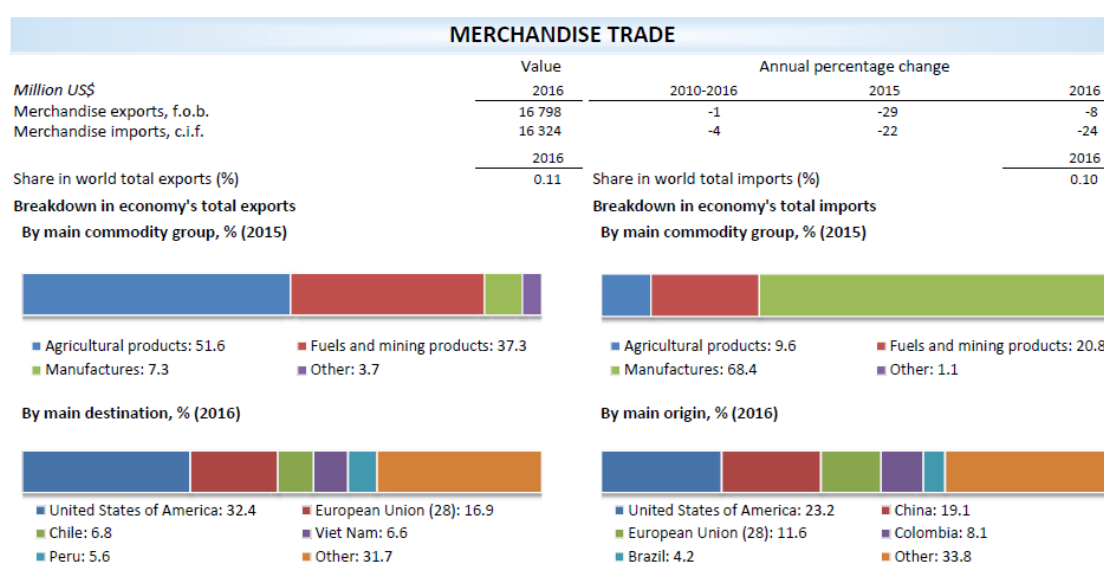 MERCHANDISE TRADE
Value Annual percentage change
Million US$ 2016 2010-2016 2015 2016
Merchandise exports, f.o.b. 16 798 -1 -29 -8
Merchandise imports, c.i.f. 16 324 -4 -22 -24
2016 2016
Share in world total exports (%) 0.11 Share in world total imports (%) 0.10
Breakdown in economy's total exports Breakdown in economy's total imports
By main commodity group, % (2015) By main commodity group, % (2015)
Agricultural products: 51.6 Fuels and mining products: 37.3 Agricultural products: 9.6 Fuels and mining products: 20.8
Manufactures: 7.3 Other: 3.7 Manufactures: 68.4 Other: 1.1
By main destination, % (2016) By main origin, % (2016)
United States of America: 32.4 European Union (28): 16.9 United States of America: 23.2 China: 19.1
Chile: 6.8 Viet Nam: 6.6 European Union (28): 11.6 Colombia: 8.1
Peru: 5.6 Other: 31.7 Brazil: 4.2 Other: 33.8